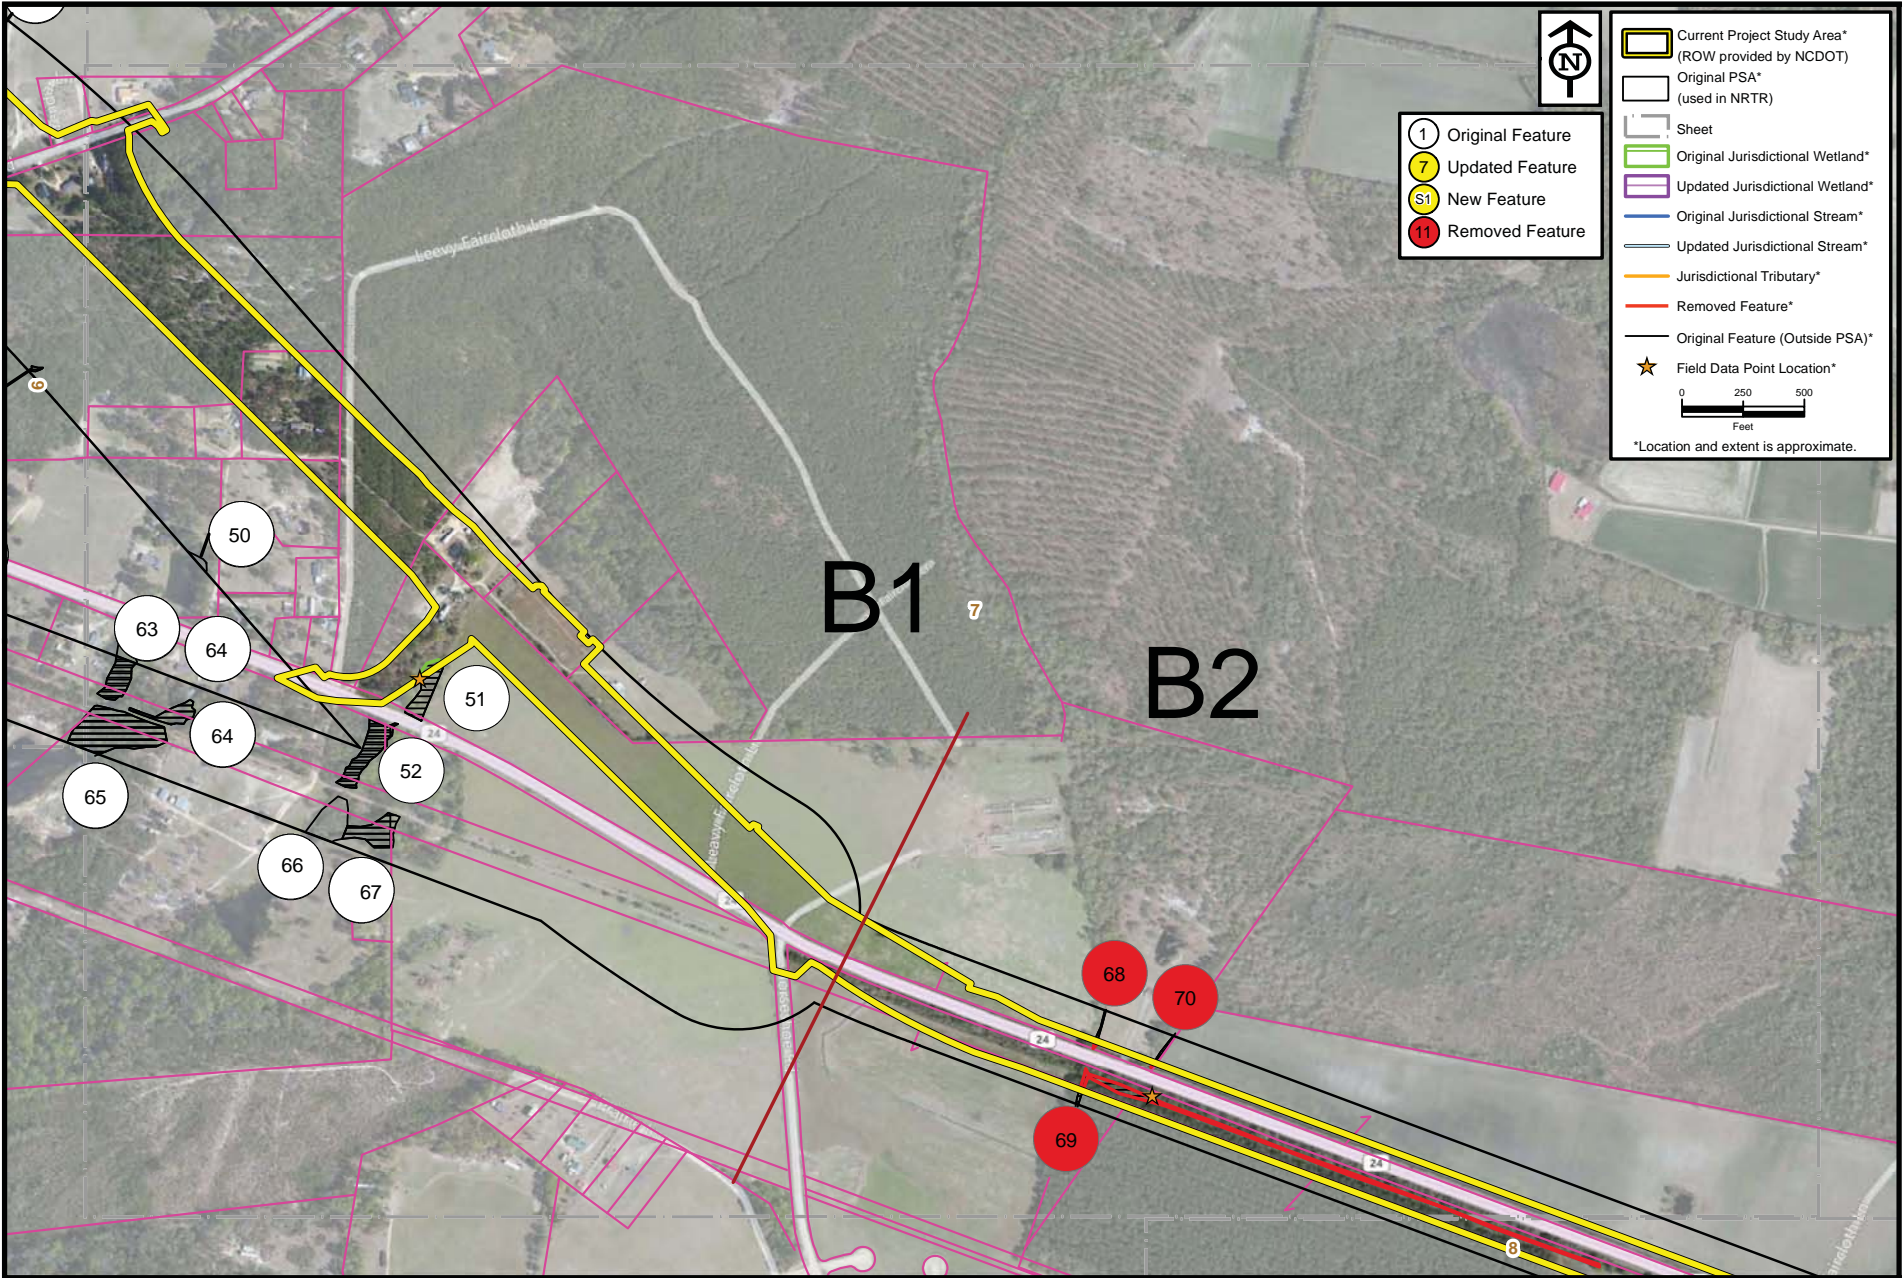 N
Current Project Study Area*
(ROW provided by NCDOT)
Original PSA*
(used in NRTR)
Sheet
Original Jurisdictional Wetland*
Updated Jurisdictional Wetland*
Original Jurisdictional Stream*
Updated Jurisdictional Stream*
Jurisdictional Tributary*
Removed Feature*
Original Feature (Outside PSA)*
Field Data Point Location*
0 250 500
Feet
*Location and extent is approximate.
1 Original Feature
7 Updated Feature
S1 New Feature
11 Removed Feature
Leevy Faircloth Ln
6
50
B1
7
B2
63
64
51
24
64
52
65
66
67
68
70
24
69
24
8